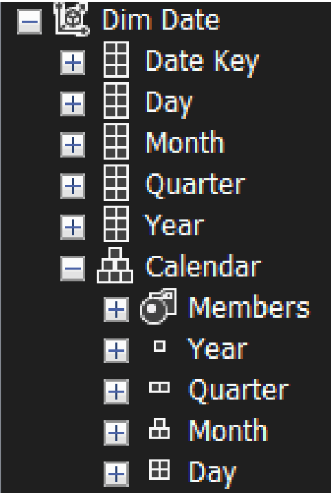 Dim Date
Date Key
Day
Month
Quarter
Year
Calendar
Members
Year
Quarter
Month
Day